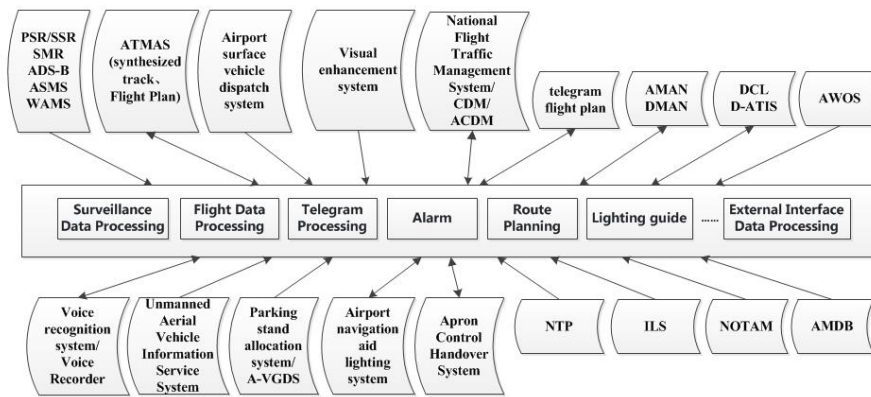 PSR/SSR
SMR
ADS-B
ASMS
WAMS
ATMAS
(synthesized
track、
Flight Plan)
Airport
surface
vehicle
dispatch
system
Visual
enhancement
system
National
Flight
Traffic
Management
System/
CDM/
ACDM
telegram
flight plan
AMAN
DMAN
DCL
D-ATIS
AWOS
Surveillance
Data Processing
Flight Data
Processing
Telegram
Processing
Alarm
Route
Planning
Lighting guide
......
External Interface
Data Processing
Voice
recognition
system/
Voice
Recorder
Unmanned
Aerial
Vehicle
Information
Service
System
Parking
stand
allocation
system/
A-VGDS
Airport
navigation
aid
lighting
system
Apron
Control
Handover
System
NTP
ILS
NOTAM
AMDB